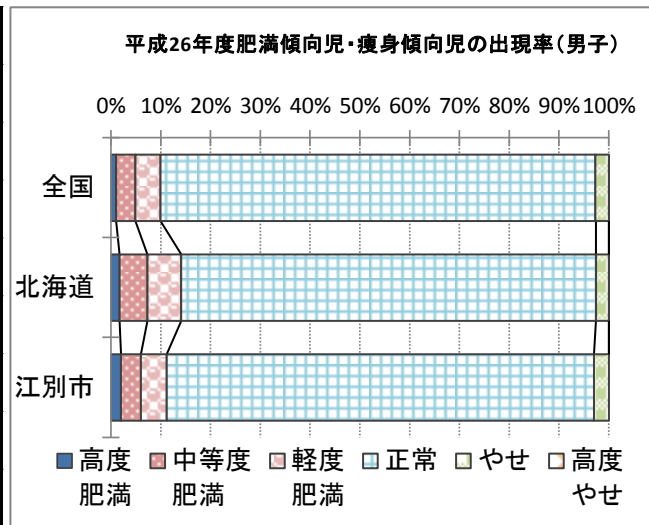 平成26年度肥満傾向児・痩身傾向児の出現率(男子)
0% 10% 20% 30% 40% 50% 60% 70% 80% 90% 100%
全国
北海道
江別市
高度肥満 中等度肥満 軽度肥満 正常 やせ 高度やせ